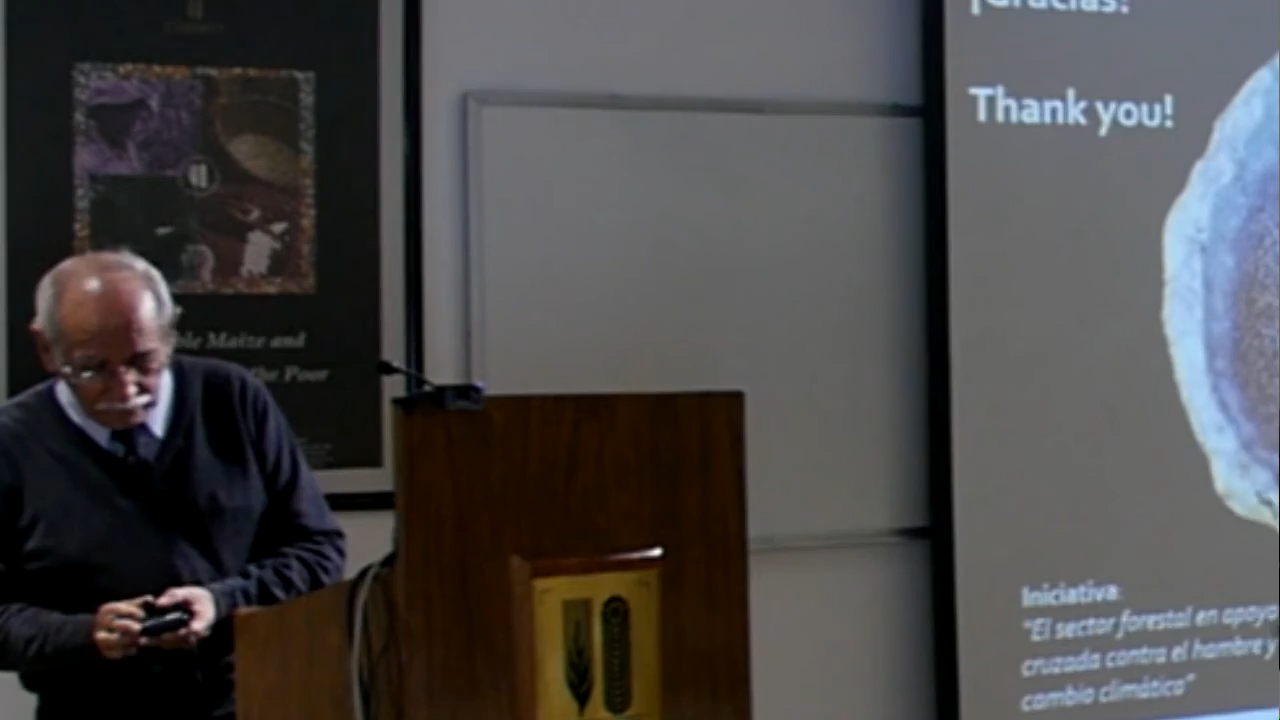 ble Maize and
the Poor
¡Gracias!
Thank you!
Iniciativa:
"El sector forestal en apoyo
cruzada contra el hambre y
cambio climático"